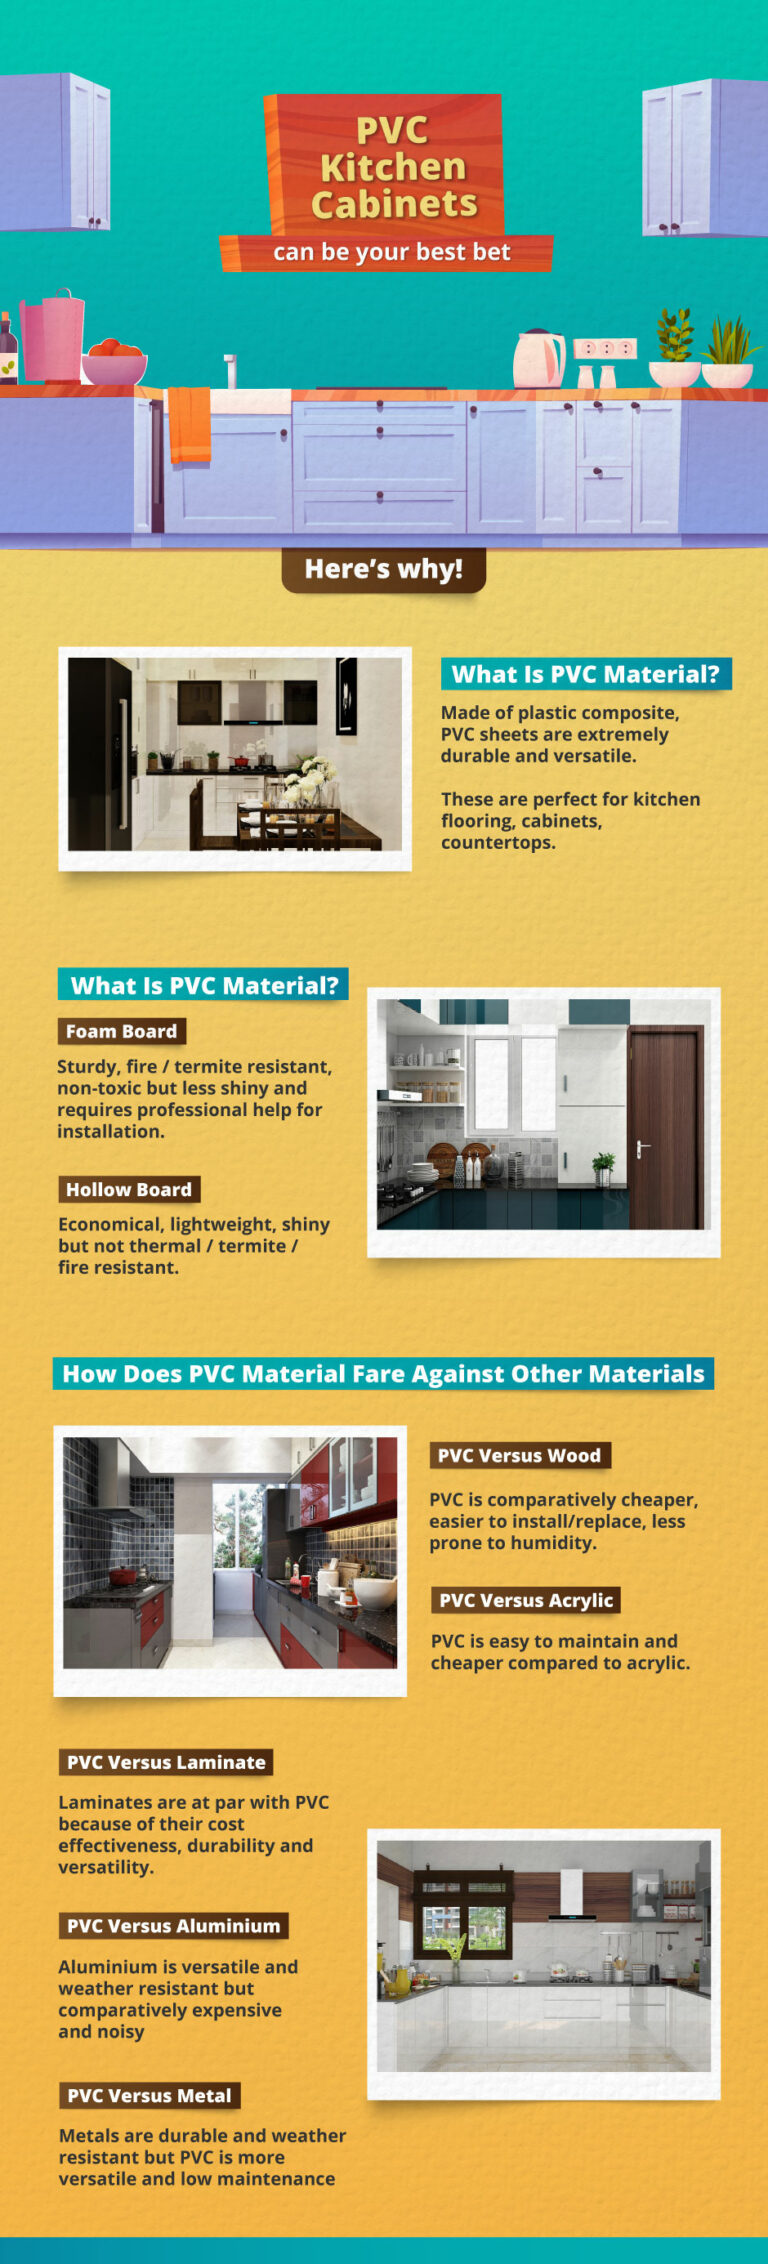 PVC
Kitchen
Cabinets
can be your best bet
Here's why!
What Is PVC Material?
Made of plastic composite,
PVC sheets are extremely
durable and versatile.
These are perfect for kitchen
flooring, cabinets,
countertops.
What Is PVC Material?
Foam Board
Sturdy, fire / termite resistant,
non-toxic but less shiny and
requires professional help for
installation.
Hollow Board
Economical, lightweight, shiny
but not thermal / termite /
fire resistant.
How Does PVC Material Fare Against Other Materials
PVC Versus Wood
PVC is comparatively cheaper,
easier to install/replace, less
prone to humidity.
PVC Versus Acrylic
PVC is easy to maintain and
cheaper compared to acrylic.
PVC Versus Laminate
Laminates are at par with PVC
because of their cost
effectiveness, durability and
versatility.
PVC Versus Aluminium
Aluminium is versatile and
weather resistant but
comparatively expensive
and noisy
PVC Versus Metal
Metals are durable and weather
resistant but PVC is more
versatile and low maintenance